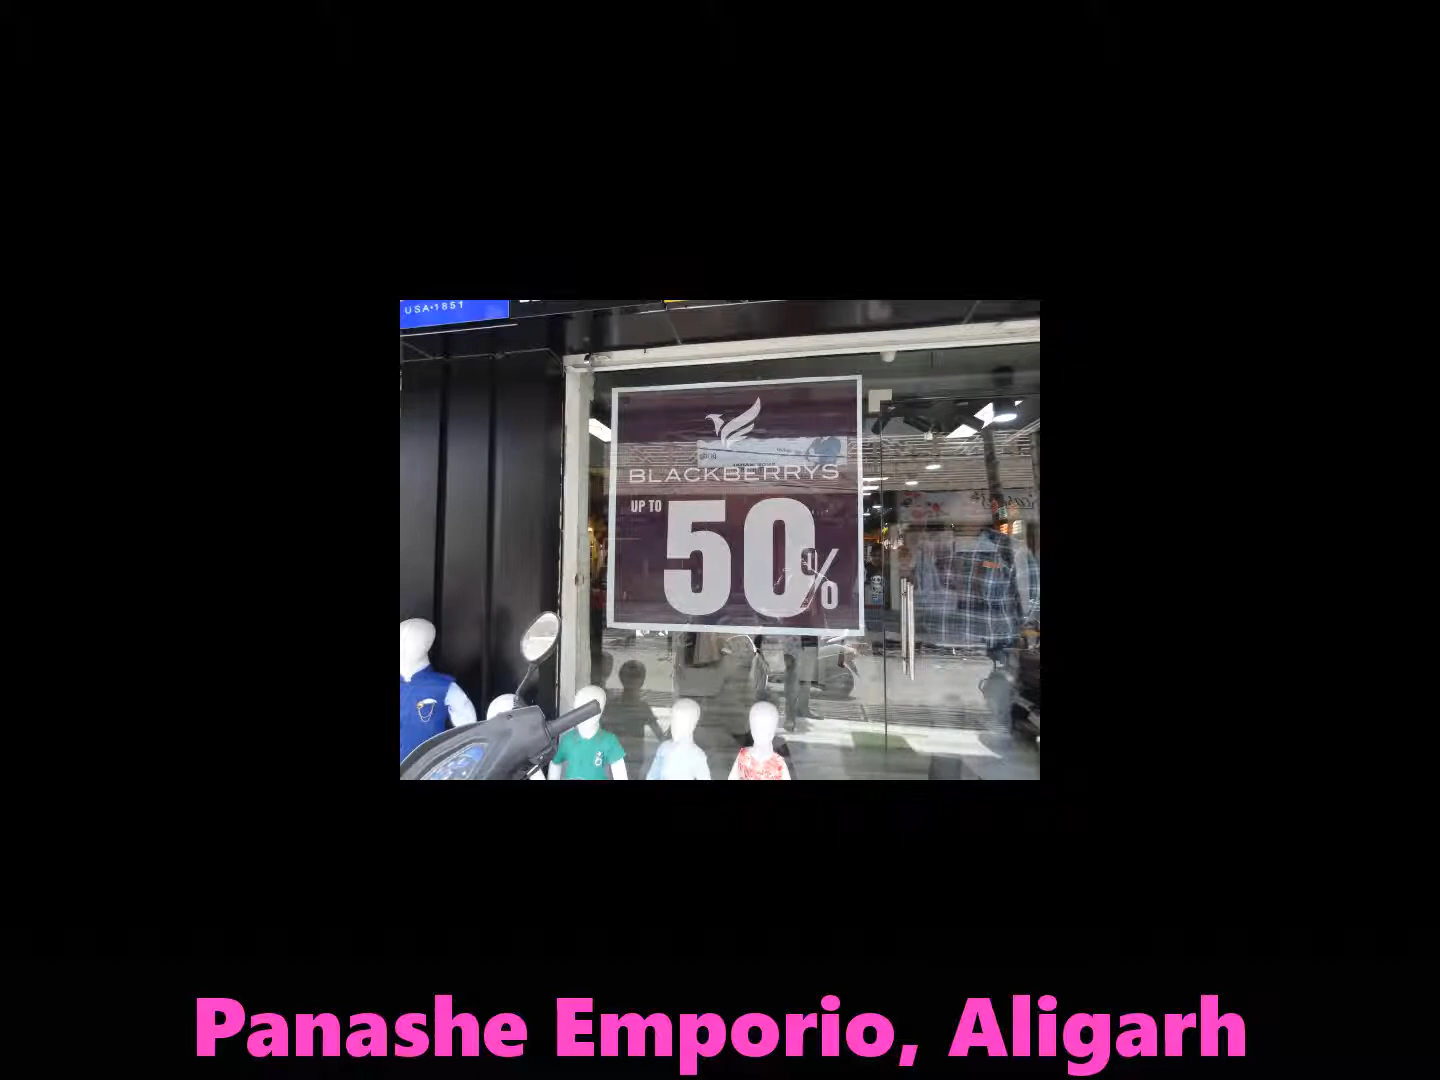 USA•1851
BLACKBERRYS
UP TO
50%
Panashe Emporio, Aligarh